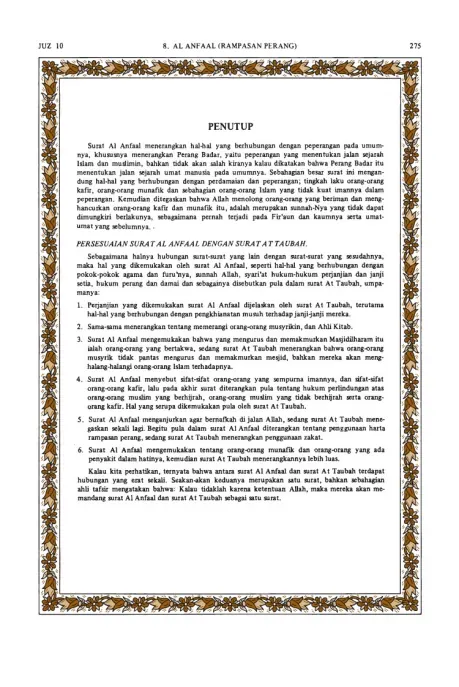 JUZ 10 8. AL ANFAAL (RAMPASAN PERANG) 275
PENUTUP
Surat Al Anfaal menerangkan hal-hal yang berhubungan dengan peperangan pada umum-
nya, khususnya menerangkan Perang Badar, yaitu peperangan yang menentukan jalan sejarah
Islam dan muslimin, bahkan tidak akan salah kiranya kalau dikatakan bahwa Perang Badar itu
menentukan jalan sejarah umat manusia pada umumnya. Sebahagian besar surat ini mengan-
dung hal-hal yang berhubungan dengan perdamaian dan peperangan; tingkah laku orang-orang
kafir, orang-orang munafik dan sebahagian orang-orang Islam yang tidak kuat imannya dalam
peperangan. Kemudian ditegaskan bahwa Allah menolong orang-orang yang beriman dan meng-
hancurkan orang-orang kafir dan munafik itu, adalah merupakan sunnah-Nya yang tidak dapat
dimungkiri berlakunya, sebagaimana pernah terjadi pada Fir'aun dan kaumnya serta umat-
umat yang sebelumnya. .
PERSESUAIAN SURAT AL ANFAAL DENGAN SURAT AT TAUBAH.
Sebagaimana halnya hubungan surat-surat yang lain dengan surat-surat yang sesudahnya,
maka hal yang dikemukakan oleh surat Al Anfaal, seperti hal-hal yang berhubungan dengan
pokok-pokok agama dan furu'nya, sunnah Allah, syari'at hukum-hukum perjanjian dan janji
setia, hukum perang dan damai dan sebagainya disebutkan pula dalam surat At Taubah, umpa-
manya:
1. Perjanjian yang dikemukakan surat Al Anfaal dijelaskan oleh surat At Taubah, terutama
hal-hal yang berhubungan dengan pengkhianatan musuh terhadap janji-janji mereka.
2. Sama-sama menerangkan tentang memerangi orang-orang musyrikin, dan Ahli Kitab.
3. Surat Al Anfaal mengemukakan bahwa yang mengurus dan memakmurkan Masjidilharam itu
ialah orang-orang yang bertakwa, sedang surat At Taubah menerangkan bahwa orang-orang
musyrik tidak pantas mengurus dan memakmurkan mesjid, bahkan mereka akan meng-
halang-halangi orang-orang Islam terhadapnya.
4. Surat Al Anfaal menyebut sifat-sifat orang-orang yang sempurna imannya, dan sifat-sifat
orang-orang kafir, lalu pada akhir surat diterangkan pula tentang hukum perlindungan atas
orang-orang muslim yang berhijrah, orang-orang muslim yang tidak berhijrah serta orang-
orang kafir. Hal yang serupa dikemukakan pula oleh surat At Taubah.
5. Surat Al Anfaal menganjurkan agar bernafkah di jalan Allah, sedang surat At Taubah mene-
gaskan sekali lagi. Begitu pula dalam surat Al Anfaal diterangkan tentang penggunaan harta
rampasan perang, sedang surat At Taubah menerangkan penggunaan zakat.
6. Surat Al Anfaal mengemukakan tentang orang-orang munafik dan orang-orang yang ada
penyakit dalam hatinya, kemudian surat At Taubah menerangkannya lebih luas.
Kalau kita perhatikan, ternyata bahwa antara surat Al Anfaal dan surat At Taubah terdapat
hubungan yang erat sekali. Seakan-akan keduanya merupakan satu surat, bahkan sebahagian
ahli tafsir mengatakan bahwa: Kalau tidaklah karena ketentuan Allah, maka mereka akan me-
mandang surat Al Anfaal dan surat At Taubah sebagai satu surat.